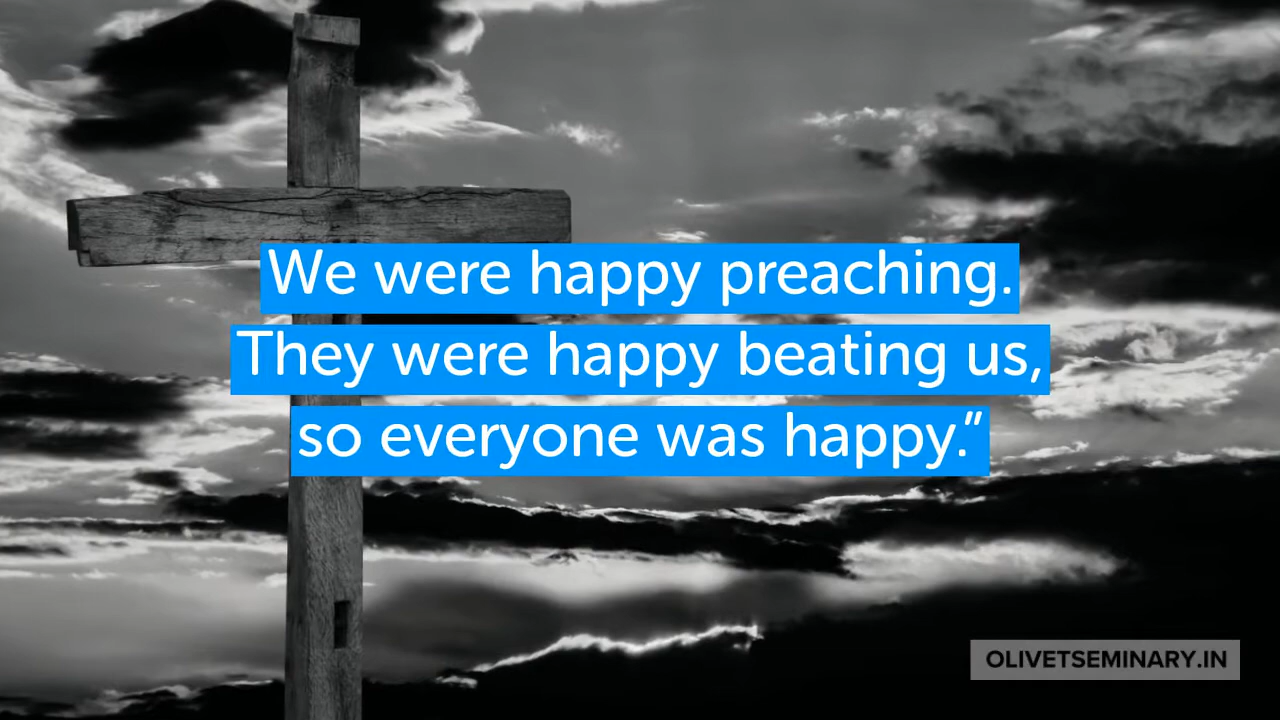 We were happy preaching.
They were happy beating us,
so everyone was happy.”
OLIVETSEMINARY.IN